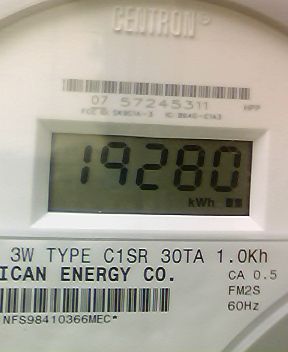 CENTRON
07 57245311 HPP
19280
kWh
3W TYPE C1SR 30TA 1.0Kh
ICAN ENERGY CO. CA 0.5
FM2S
60Hz
NFS98410366MEC*